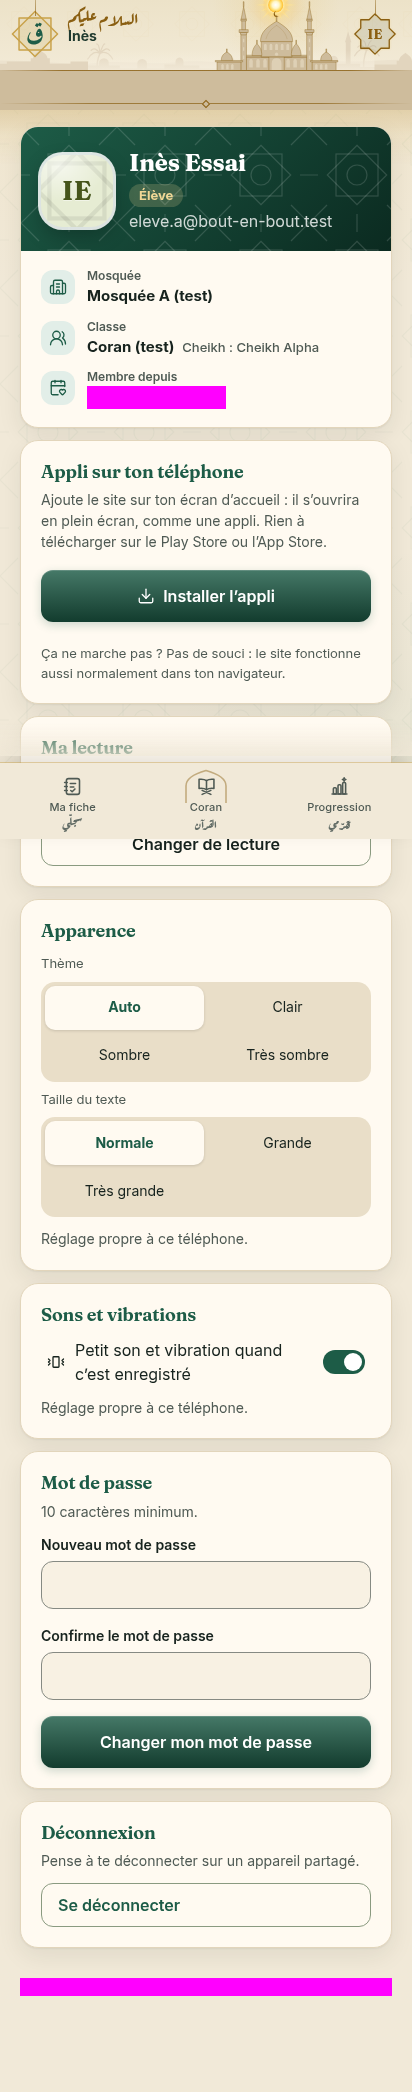 ق
السلام عليكم
Inès
IE
IE
Inès Essai
Élève
eleve.a@bout-en-bout.test
Mosquée
Mosquée A (test)
Classe
Coran (test) Cheikh : Cheikh Alpha
Membre depuis
Appli sur ton téléphone
Ajoute le site sur ton écran d’accueil : il s’ouvrira
en plein écran, comme une appli. Rien à
télécharger sur le Play Store ou l’App Store.
Installer l’appli
Ça ne marche pas ? Pas de souci : le site fonctionne
aussi normalement dans ton navigateur.
Ma lecture
Ma fiche
سجلّي
Coran
القرآن
Progression
تقدّمي
Changer de lecture
Apparence
Thème
Auto
Clair
Sombre
Très sombre
Taille du texte
Normale
Grande
Très grande
Réglage propre à ce téléphone.
Sons et vibrations
Petit son et vibration quand
c’est enregistré
Réglage propre à ce téléphone.
Mot de passe
10 caractères minimum.
Nouveau mot de passe
Confirme le mot de passe
Changer mon mot de passe
Déconnexion
Pense à te déconnecter sur un appareil partagé.
Se déconnecter